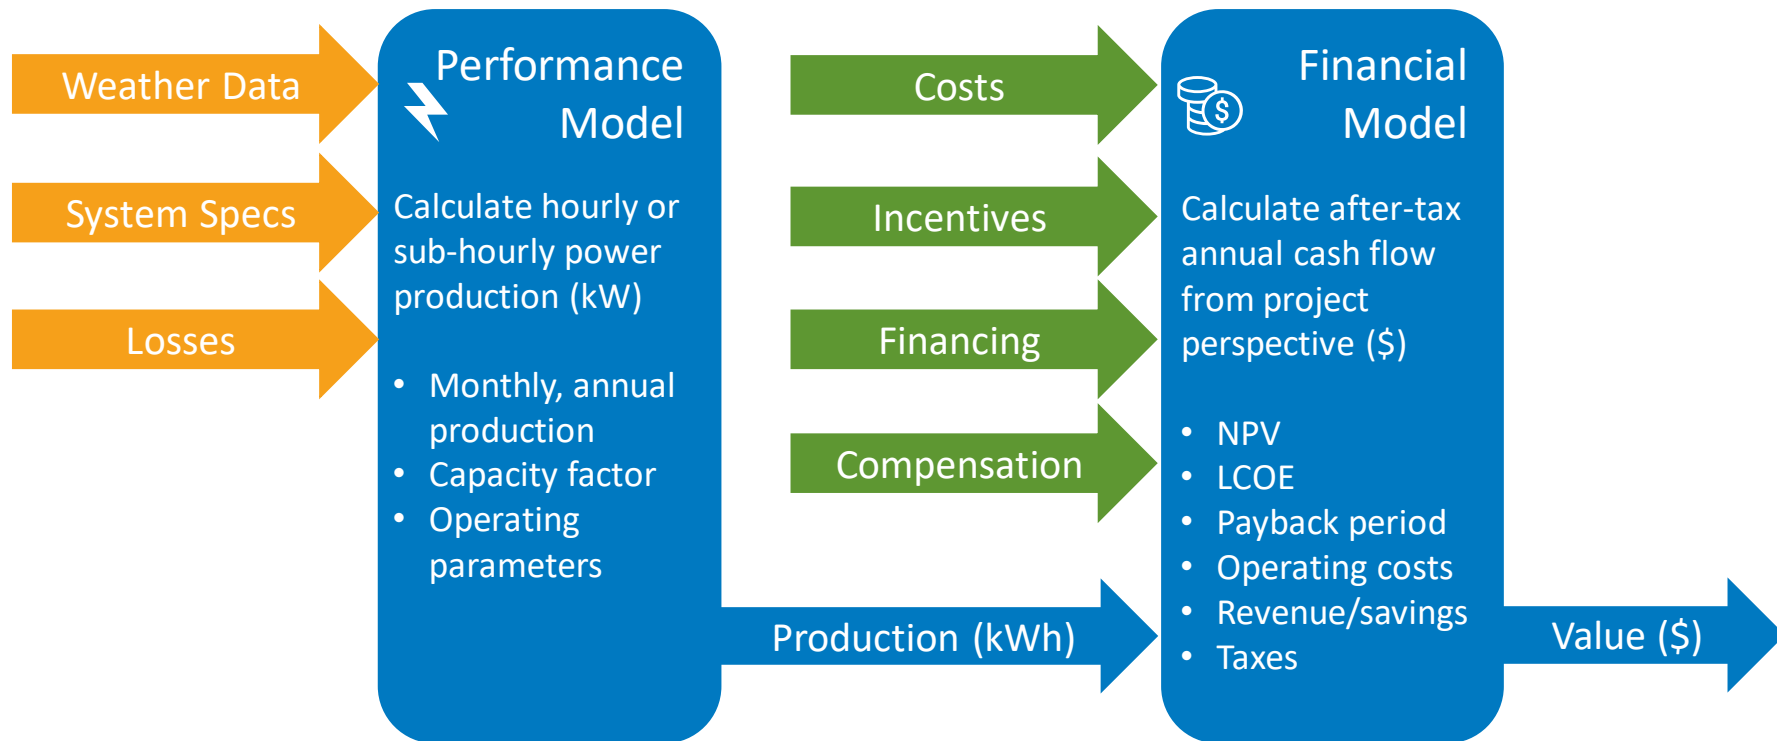 Weather Data
System Specs
Losses
Performance
Model
Calculate hourly or
sub-hourly power
production (kW)
• Monthly, annual
production
• Capacity factor
• Operating
parameters
Production (kWh)
Costs
Incentives
Financing
Compensation
$
Financial
Model
Calculate after-tax
annual cash flow
from project
perspective ($)
• NPV
• LCOE
• Payback period
• Operating costs
• Revenue/savings
• Taxes
Value ($)